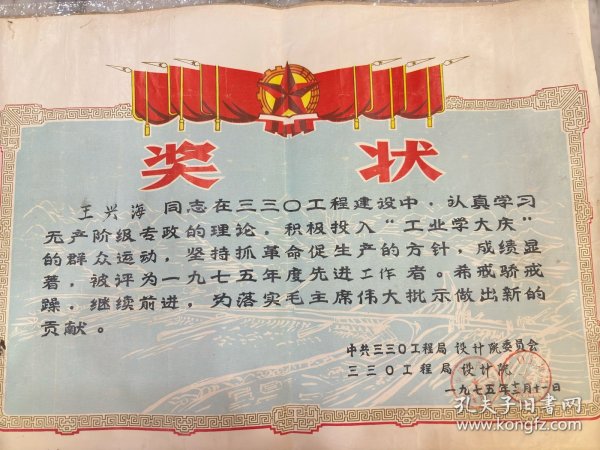 奖状
王兴海 同志在三三〇工程建设中，认真学习
无产阶级专政的理论，积极投入“工业学大庆”
的群众运动，坚持抓革命促生产的方针，成绩显
著，被评为一九七五年度先进工作者。希戒骄戒
躁，继续前进，为落实毛主席伟大批示做出新的
贡献。
中共三三〇工程局设计院委员会
三三〇工程局设计院
一九七五年十二月十一日
孔夫子旧书网
www.kongfz.com